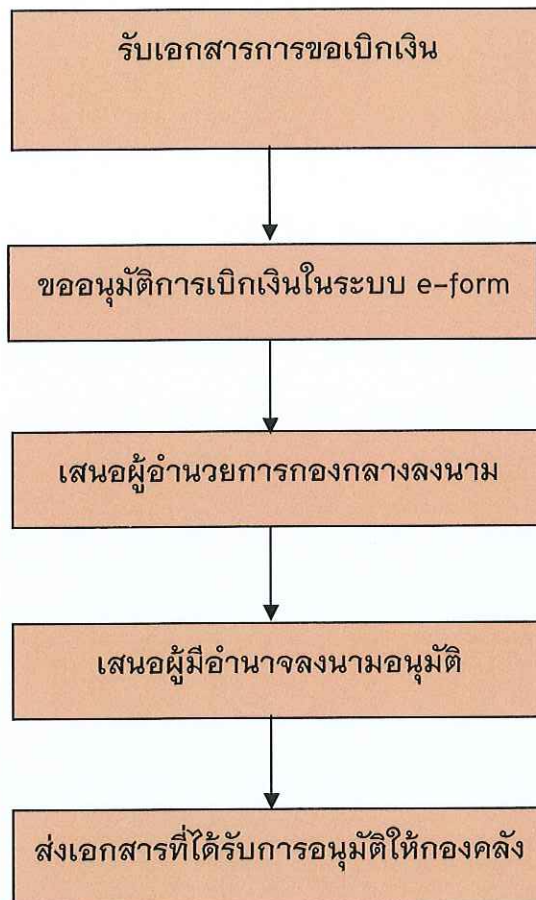 รับเอกสารการขอเบิกเงิน
ขออนุมัติการเบิกเงินในระบบ e-form
เสนอผู้อำนวยการกองกลางลงนาม
เสนอผู้มีอำนาจลงนามอนุมัติ
ส่งเอกสารที่ได้รับการอนุมัติให้กองคลัง